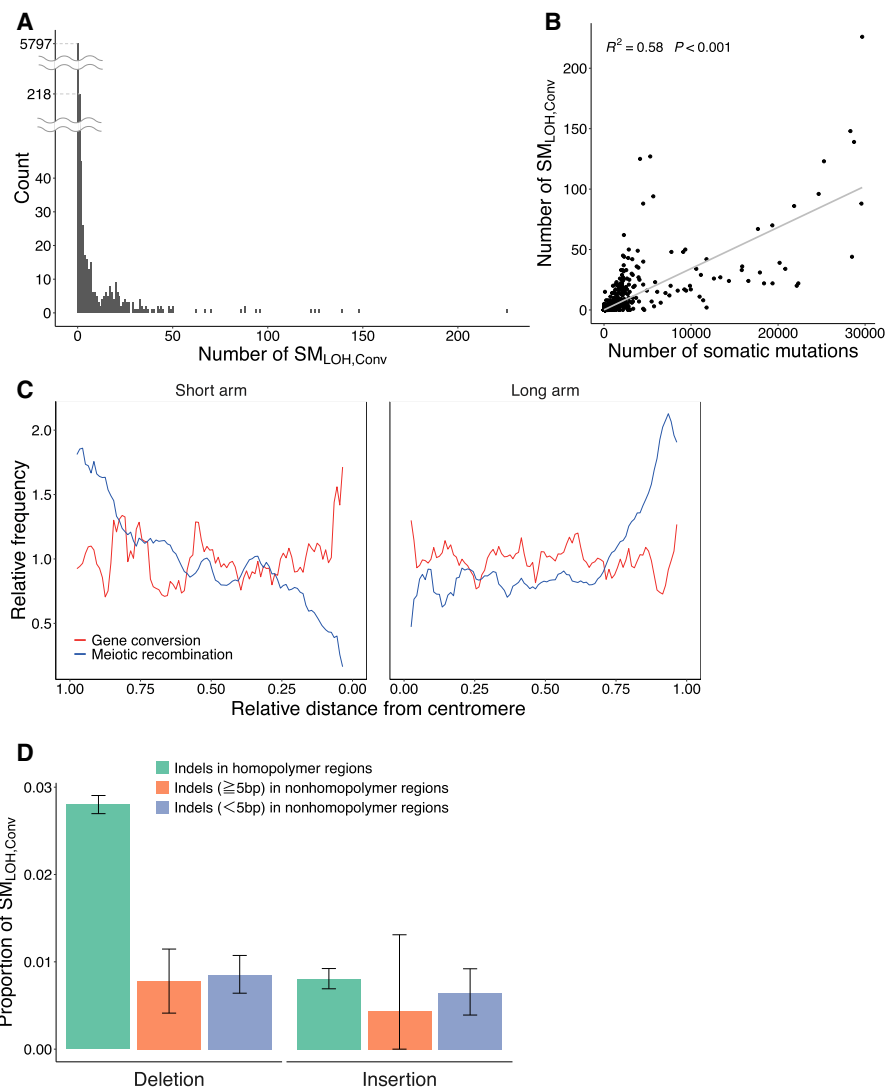 A
5797
218
40
30
20
10
0
Count
0
50
100
150
200
Number of SM_LOH,Conv
B
R² = 0.58 P < 0.001
200
150
100
50
0
Number of SM_LOH,Conv
0
10000
20000
30000
Number of somatic mutations
C
Short arm
Long arm
2.0
1.5
1.0
0.5
Relative frequency
Gene conversion
Meiotic recombination
1.00
0.75
0.50
0.25
0.00
0.00
0.25
0.50
0.75
1.00
Relative distance from centromere
D
Indels in homopolymer regions
Indels (≧5bp) in nonhomopolymer regions
Indels (<5bp) in nonhomopolymer regions
0.03
0.02
0.01
0.00
Proportion of SM_LOH,Conv
Deletion
Insertion